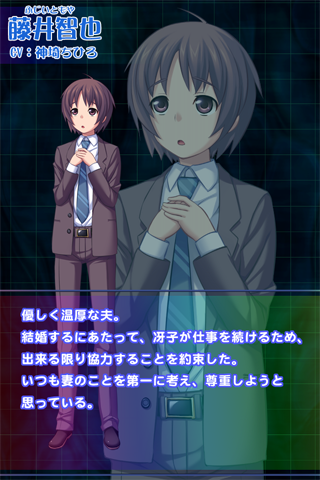 ふじいともや
藤井智也
CV：神崎ちひろ
優しく温厚な夫。
結婚するにあたって、冴子が仕事を続けるため、
出来る限り協力することを約束した。
いつも妻のことを第一に考え、尊重しようと
思っている。